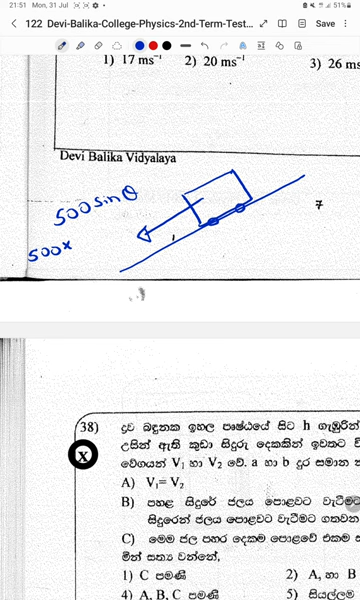 21:51 Mon, 31 Jul
51%
122 Devi-Balika-College-Physics-2nd-Term-Test...
Save
1) 17 ms⁻¹ 2) 20 ms⁻¹ 3) 26 ms
Devi Balika Vidyalaya
500 sin θ
7
500×
38) ද්‍රව බඳුනක ඉහල පෘෂ්ඨයේ සිට h ගැඹුරින්
X
උසින් ඇති කුඩා සිදුරු දෙකකින් ඉවතට වි
වේගයන් V₁ හා V₂ වේ. a හා b දුර සමාන
A) V₁= V₂
B) පහළ සිදුරේ ජලය පොළවට වැටීමට
සිදුරෙන් ජලය පොළවට වැටීමට ගතවන
C) මෙම ජල පහර දෙකම පොළවේ එකම ස
මින් සත්‍ය වන්නේ,
1) C පමණි 2) A, හා B
4) A, B, C පමණි 5) සියල්ලම